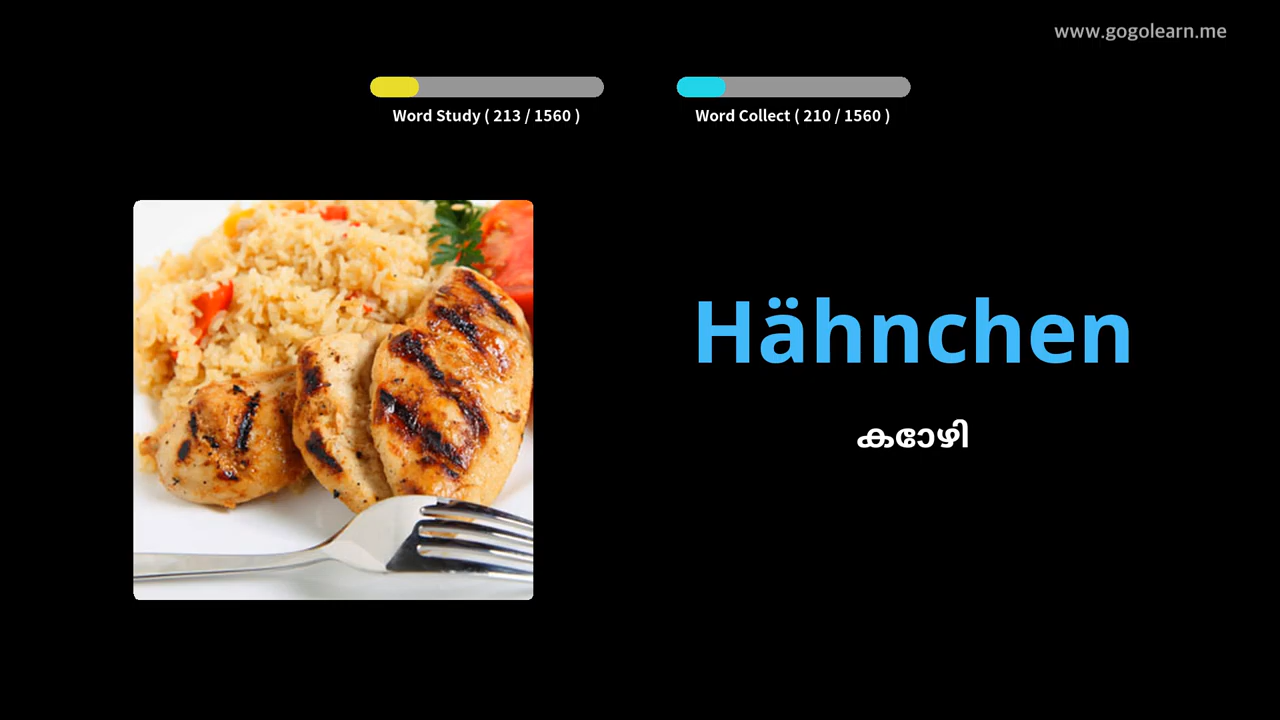 www.gogolearn.me
Word Study ( 213 / 1560 )
Word Collect ( 210 / 1560 )
Hähnchen
കോഴി